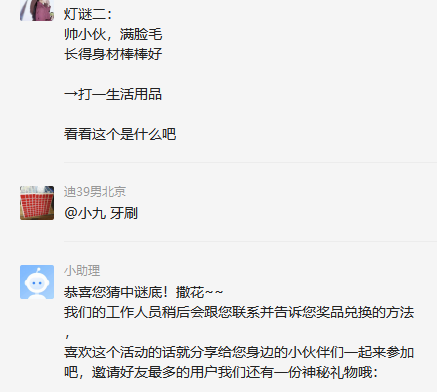 灯谜二：
帅小伙，满脸毛
长得身材棒棒好
→打一生活用品
看看这个是什么吧
迪39男北京
@小九 牙刷
小助理
恭喜您猜中谜底！撒花~~
我们的工作人员稍后会跟您联系并告诉您奖品兑换的方法
，
喜欢这个活动的话就分享给您身边的小伙伴们一起来参加
吧，邀请好友最多的用户我们还有一份神秘礼物哦：